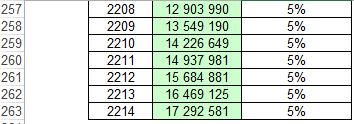 257 2208 12 903 990 5%
258 2209 13 549 190 5%
259 2210 14 226 649 5%
260 2211 14 937 981 5%
261 2212 15 684 881 5%
262 2213 16 469 125 5%
263 2214 17 292 581 5%